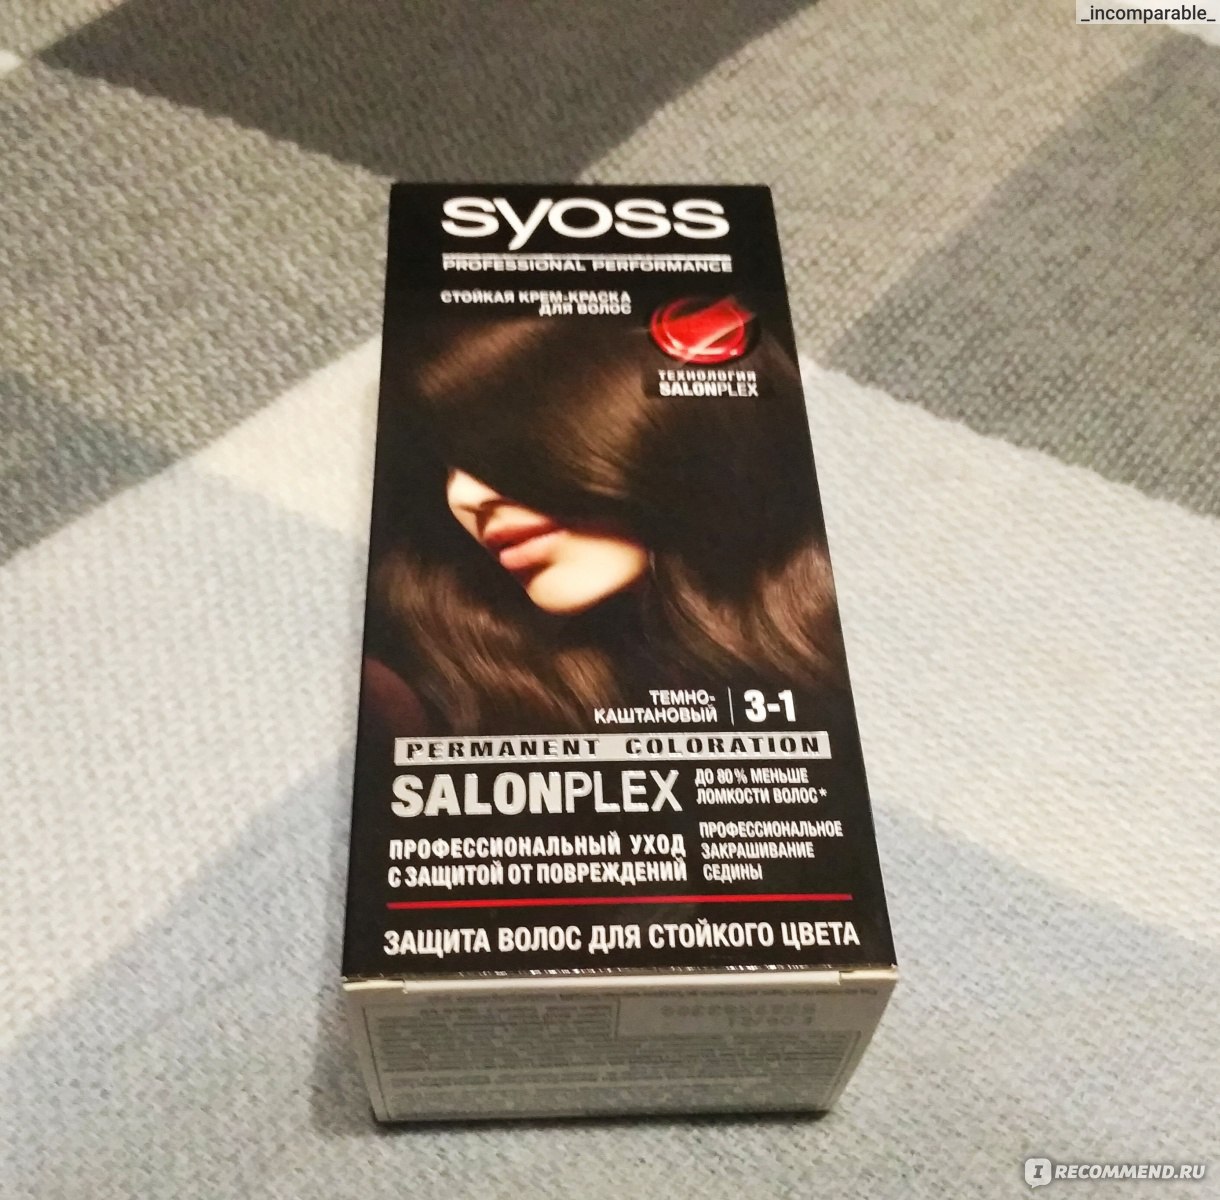 _incomparable_
syoss
PROFESSIONAL PERFORMANCE
СТОЙКАЯ КРЕМ-КРАСКА
ДЛЯ ВОЛОС
ТЕХНОЛОГИЯ
SALONPLEX
ТЕМНО-
КАШТАНОВЫЙ | 3-1
PERMANENT COLORATION
SALONPLEX
ДО 80% МЕНЬШЕ
ЛОМКОСТИ ВОЛОС*
ПРОФЕССИОНАЛЬНЫЙ УХОД
С ЗАЩИТОЙ ОТ ПОВРЕЖДЕНИЙ
ПРОФЕССИОНАЛЬНОЕ
ЗАКРАШИВАНИЕ
СЕДИНЫ
ЗАЩИТА ВОЛОС ДЛЯ СТОЙКОГО ЦВЕТА
IRECOMMEND.RU